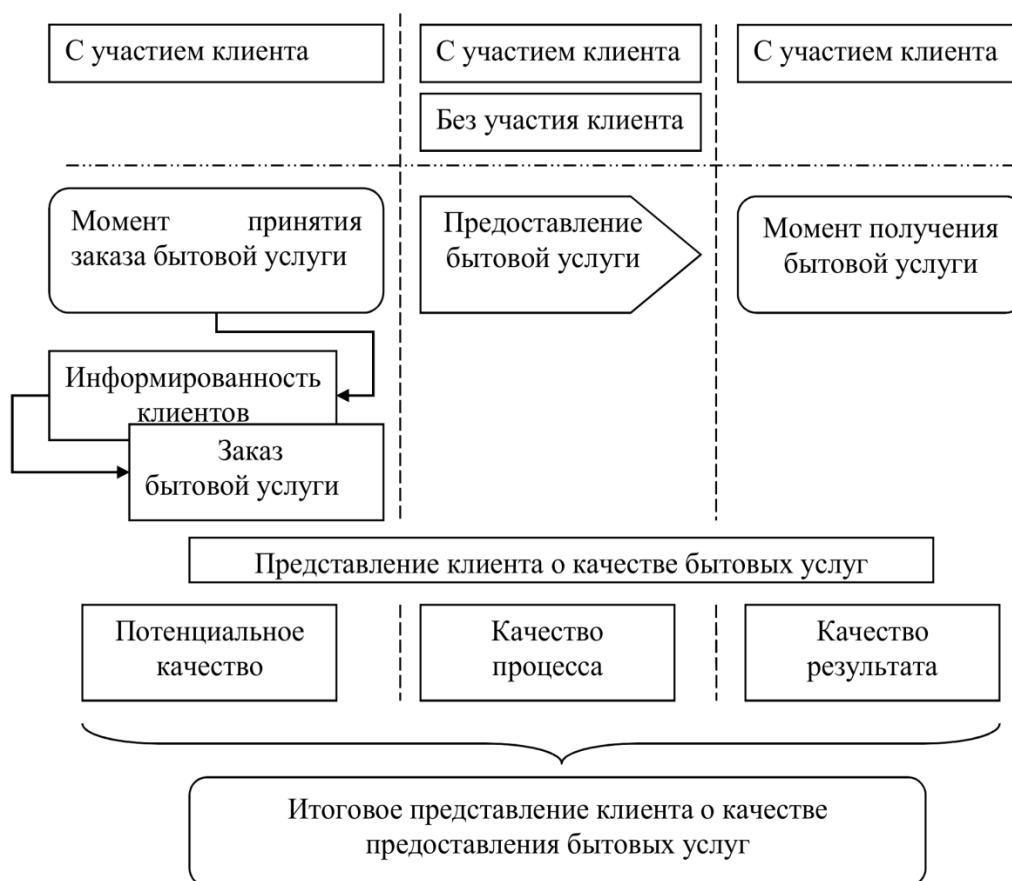 С участием клиента
С участием клиента
С участием клиента
Без участия клиента
Момент принятия
заказа бытовой услуги
Предоставление
бытовой услуги
Момент получения
бытовой услуги
Информированность
клиентов
Заказ
бытовой услуги
Представление клиента о качестве бытовых услуг
Потенциальное
качество
Качество
процесса
Качество
результата
Итоговое представление клиента о качестве
предоставления бытовых услуг